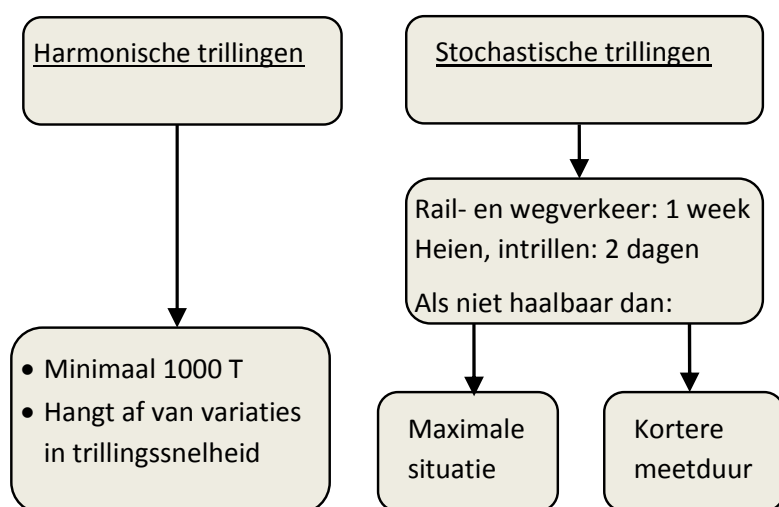 Harmonische trillingen
Stochastische trillingen
Rail- en wegverkeer: 1 week
Heien, intrillen: 2 dagen
Als niet haalbaar dan:
• Minimaal 1000 T
• Hangt af van variaties
in trillingssnelheid
Maximale
situatie
Kortere
meetduur